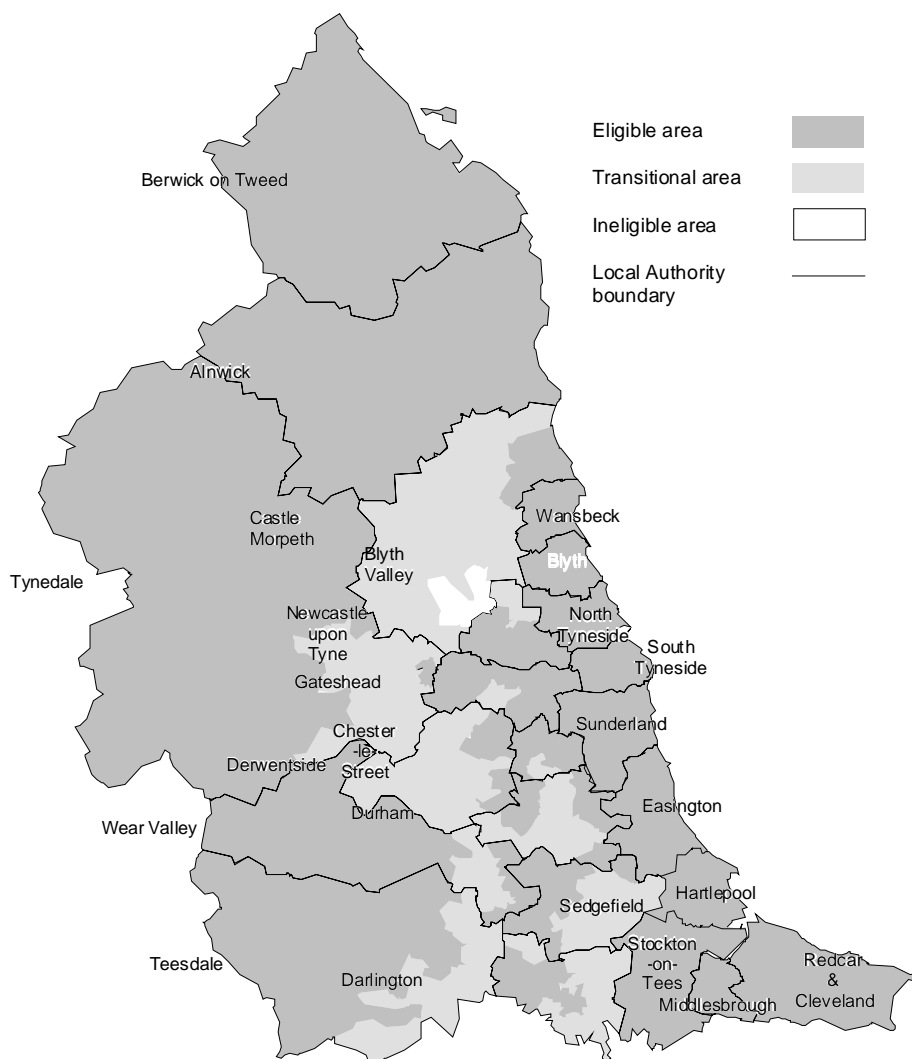 Eligible area
Transitional area
Ineligible area
Local Authority
boundary
Berwick on Tweed
Alnwick
Castle
Morpeth
Wansbeck
Blyth
Blyth
Valley
Tynedale
Newcastle
upon
Tyne
North
Tyneside
South
Tyneside
Gateshead
Sunderland
Chester
-le-
Street
Derwentside
Durham
Easington
Wear Valley
Hartlepool
Sedgefield
Teesdale
Stockton
-on-
Tees
Darlington
Middlesbrough
Redcar
&
Cleveland